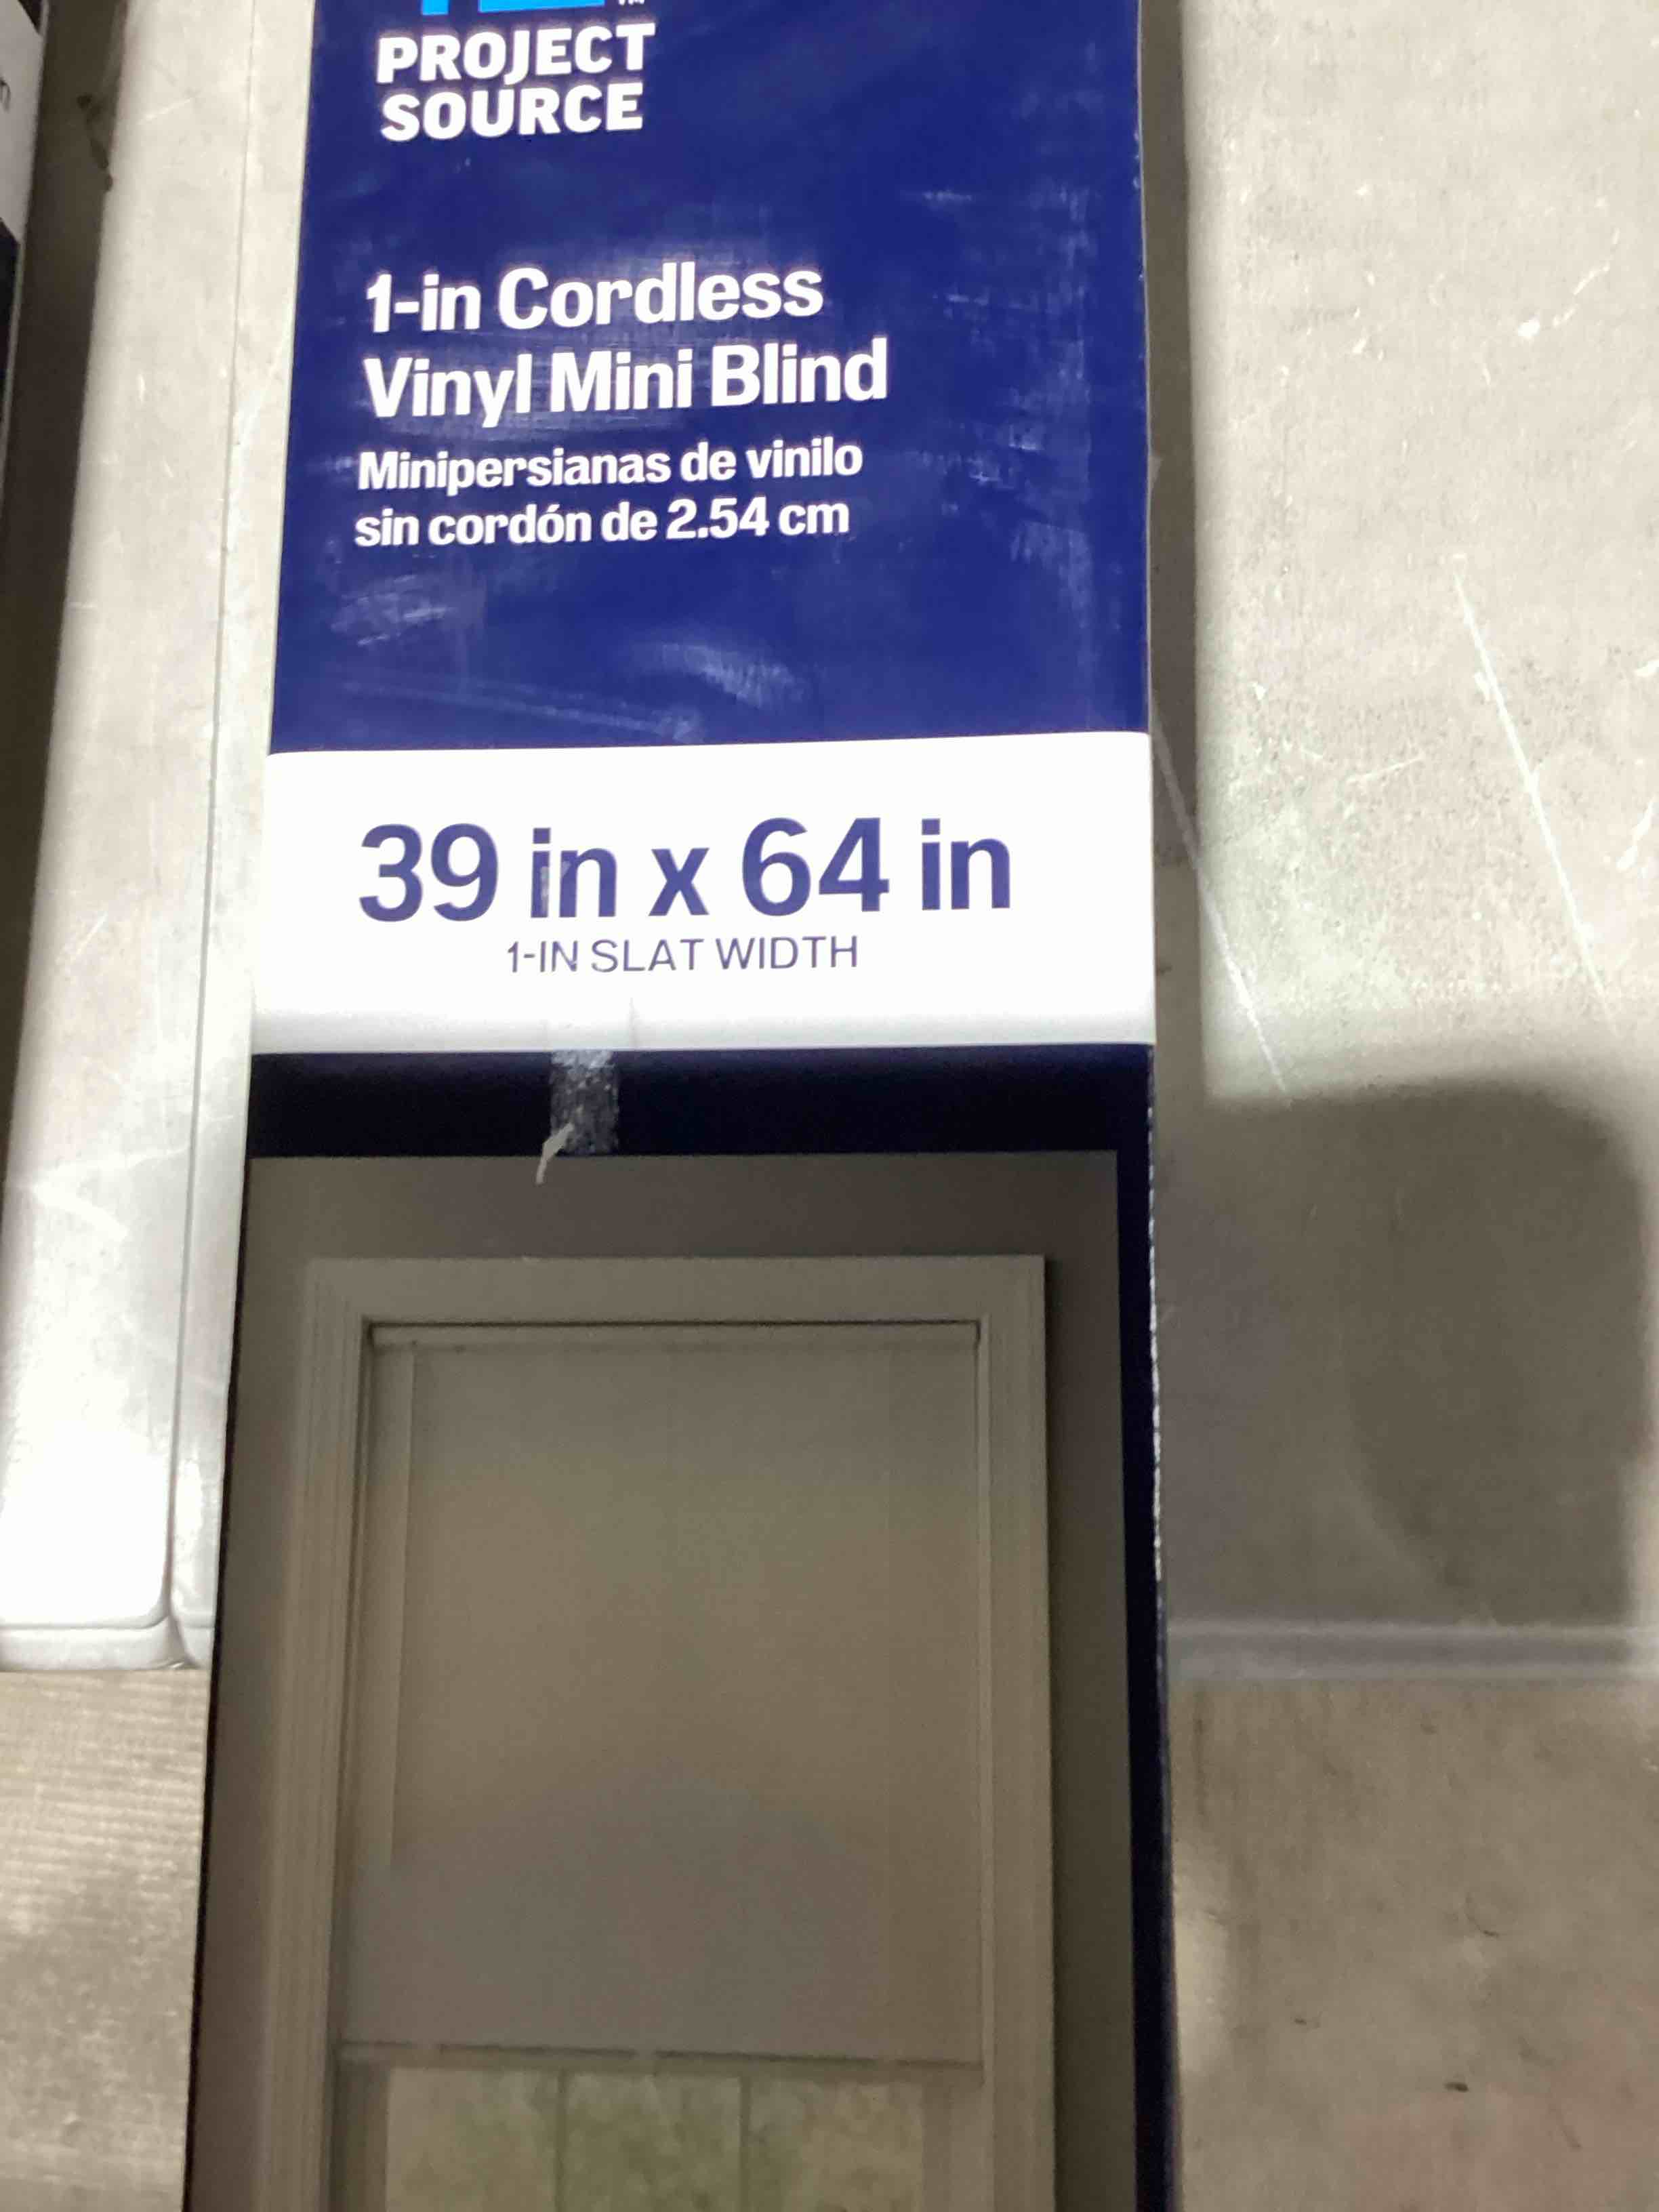 PROJECT
SOURCE
1-in Cordless
Vinyl Mini Blind
Minipersianas de vinilo
sin cordón de 2.54 cm
39 in x 64 in
1-IN SLAT WIDTH